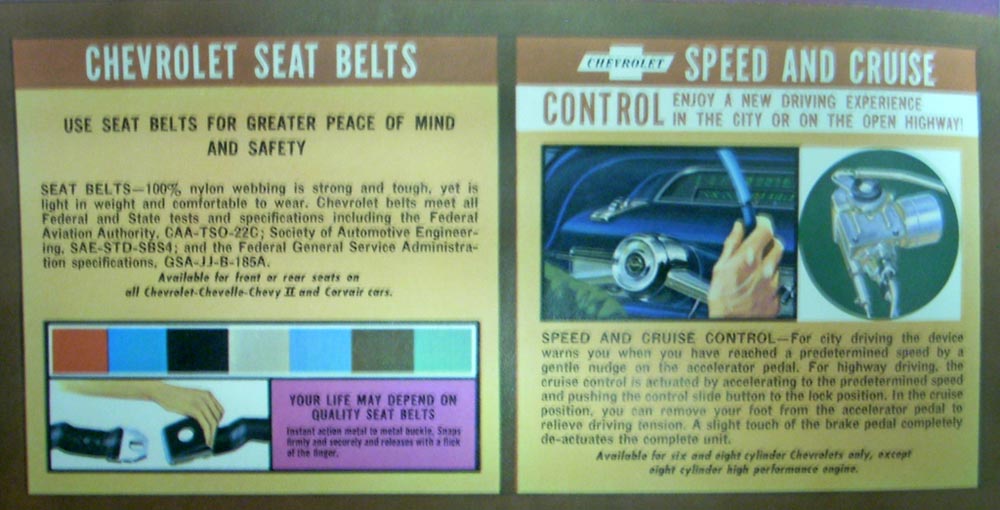 CHEVROLET SEAT BELTS
USE SEAT BELTS FOR GREATER PEACE OF MIND
AND SAFETY
SEAT BELTS—100% nylon webbing is strong and tough, yet is
light in weight and comfortable to wear. Chevrolet belts meet all
Federal and State tests and specifications including the Federal
Aviation Authority, CAA-TSO-22C; Society of Automotive Engineer-
ing, SAE-STD-SBS4; and the Federal General Service Administra-
tion specifications, GSA-JJ-B-185A.
Available for front or rear seats on
all Chevrolet-Chevelle-Chevy II and Corvair cars.
YOUR LIFE MAY DEPEND ON
QUALITY SEAT BELTS
Instant action metal to metal buckle. Snaps
firmly and securely and releases with a flick
of the finger.
CHEVROLET
SPEED AND CRUISE
CONTROL
ENJOY A NEW DRIVING EXPERIENCE
IN THE CITY OR ON THE OPEN HIGHWAY!
SPEED AND CRUISE CONTROL—For city driving the device
warns you when you have reached a predetermined speed by a
gentle nudge on the accelerator pedal. For highway driving, the
cruise control is actuated by accelerating to the predetermined speed
and pushing the control slide button to the lock position. In the cruise
position, you can remove your foot from the accelerator pedal to
relieve driving tension. A slight touch of the brake pedal completely
de-actuates the complete unit.
Available for six and eight cylinder Chevrolets only, except
eight cylinder high performance engine.